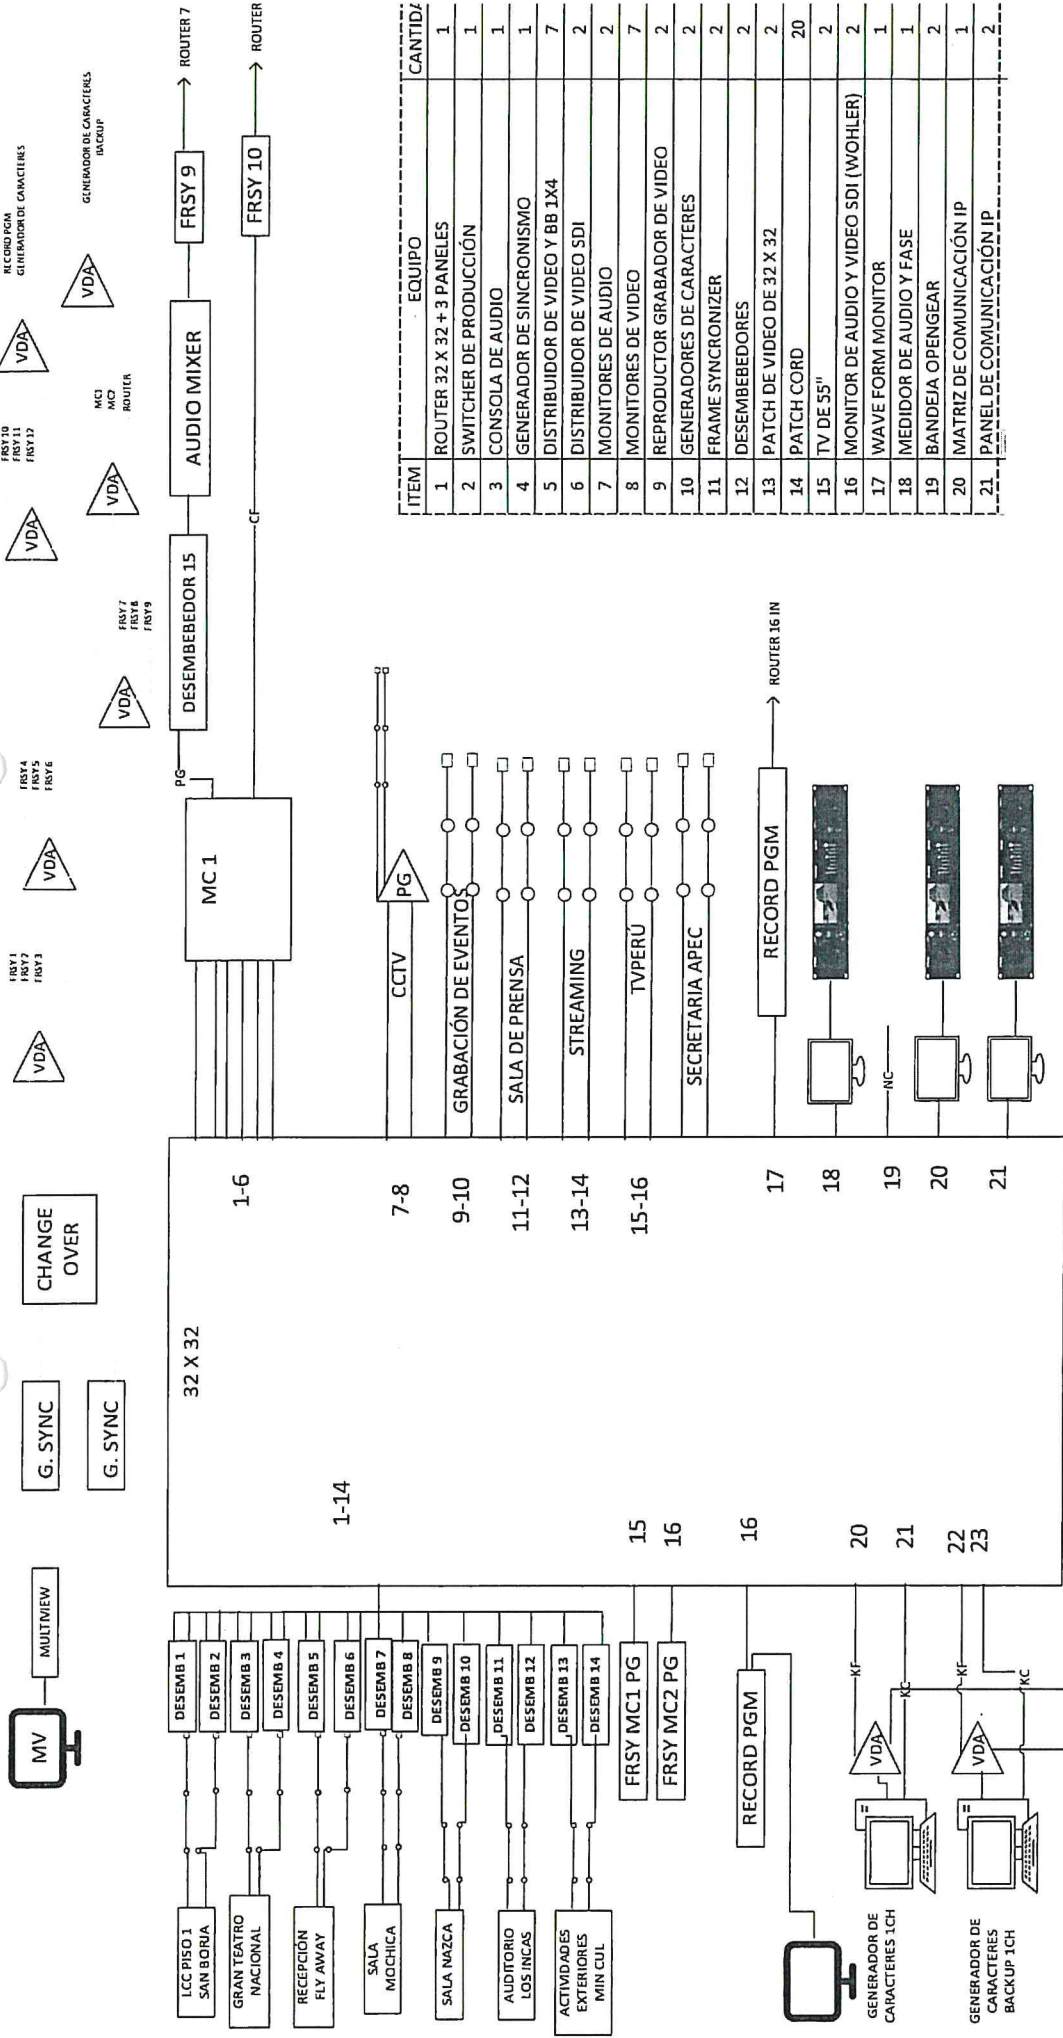 MV
MULTIVIEW
G. SYNC
G. SYNC
CHANGE
OVER
VDA
FRSY 1
FRSY 2
FRSY 3
VDA
FRSY 4
FRSY 5
FRSY 6
VDA
FRSY 7
FRSY 8
FRSY 9
VDA
FRSY 10
FRSY 11
FRSY 12
VDA
MC1
MC2
ROUTER
VDA
RECORD PGM
GENERADOR DE CARACTERES
VDA
GENERADOR DE CARACTERES
BACKUP
LCC PISO 1
SAN BORJA
GRAN TEATRO
NACIONAL
RECEPCIÓN
FLY AWAY
SALA
MOCHICA
SALA NAZCA
AUDITORIO
LOS INCAS
ACTIVIDADES
EXTERIORES
MIN CUL
DESEMB 1
DESEMB 2
DESEMB 3
DESEMB 4
DESEMB 5
DESEMB 6
DESEMB 7
DESEMB 8
DESEMB 9
DESEMB 10
DESEMB 11
DESEMB 12
DESEMB 13
DESEMB 14
FRSY MC1 PG
FRSY MC2 PG
RECORD PGM
GENERADOR DE
CARACTERES 1CH
VDA
KF
KC
GENERADOR DE
CARACTERES
BACKUP 1CH
VDA
KF
KC
32 X 32
1-14
15
16
16
20
21
22
23
1-6
7-8
9-10
11-12
13-14
15-16
17
18
19
20
21
MC 1
PG
DESEMBEBEDOR 15
AUDIO MIXER
FRSY 9
ROUTER 7
CF
FRSY 10
ROUTER
CCTV
PG
GRABACIÓN DE EVENTOS
SALA DE PRENSA
STREAMING
TVPERÚ
SECRETARIA APEC
RECORD PGM
ROUTER 16 IN
NC
ITEM EQUIPO CANTIDA
1 ROUTER 32 X 32 + 3 PANELES 1
2 SWITCHER DE PRODUCCIÓN 1
3 CONSOLA DE AUDIO 1
4 GENERADOR DE SINCRONISMO 1
5 DISTRIBUIDOR DE VIDEO Y BB 1X4 7
6 DISTRIBUIDOR DE VIDEO SDI 2
7 MONITORES DE AUDIO 2
8 MONITORES DE VIDEO 7
9 REPRODUCTOR GRABADOR DE VIDEO 2
10 GENERADORES DE CARACTERES 2
11 FRAME SYNCRONIZER 2
12 DESEMBEBEDORES 2
13 PATCH DE VIDEO DE 32 X 32 2
14 PATCH CORD 20
15 TV DE 55" 2
16 MONITOR DE AUDIO Y VIDEO SDI (WOHLER) 2
17 WAVE FORM MONITOR 1
18 MEDIDOR DE AUDIO Y FASE 1
19 BANDEJA OPENGEAR 2
20 MATRIZ DE COMUNICACIÓN IP 1
21 PANEL DE COMUNICACIÓN IP 2